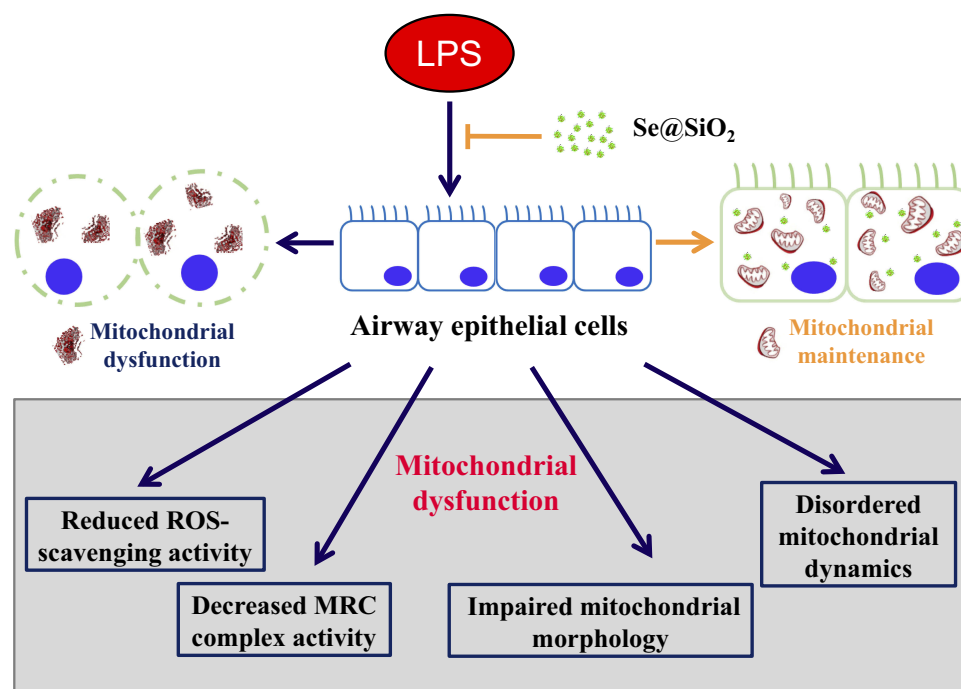 LPS
Se@SiO₂
Mitochondrial
dysfunction
Airway epithelial cells
Mitochondrial
maintenance
Mitochondrial
dysfunction
Reduced ROS-
scavenging activity
Decreased MRC
complex activity
Impaired mitochondrial
morphology
Disordered
mitochondrial
dynamics